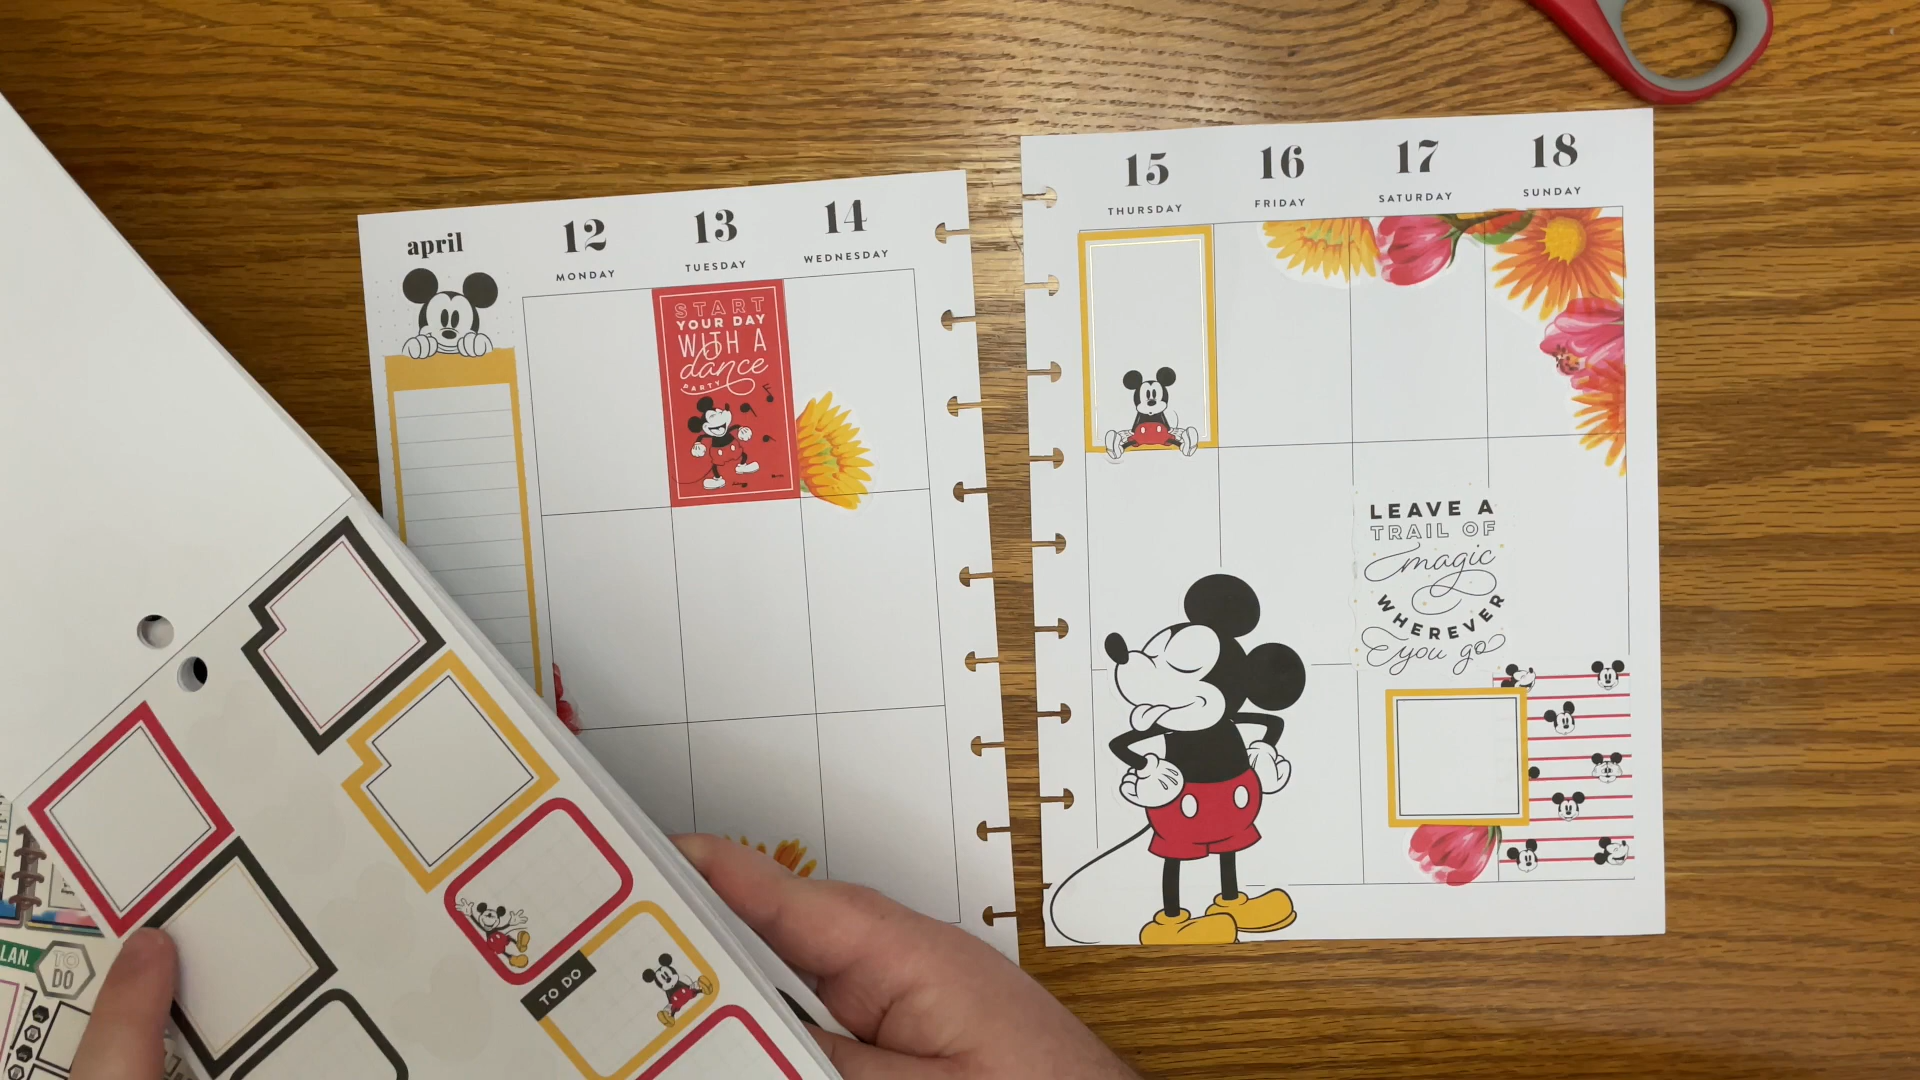 april
12
MONDAY
13
TUESDAY
14
WEDNESDAY
START
YOUR DAY
WITH A
dance
PARTY
15
THURSDAY
16
FRIDAY
17
SATURDAY
18
SUNDAY
LEAVE A
TRAIL OF
magic
WHEREVER
you go
TO DO
LAN.
TO
DO